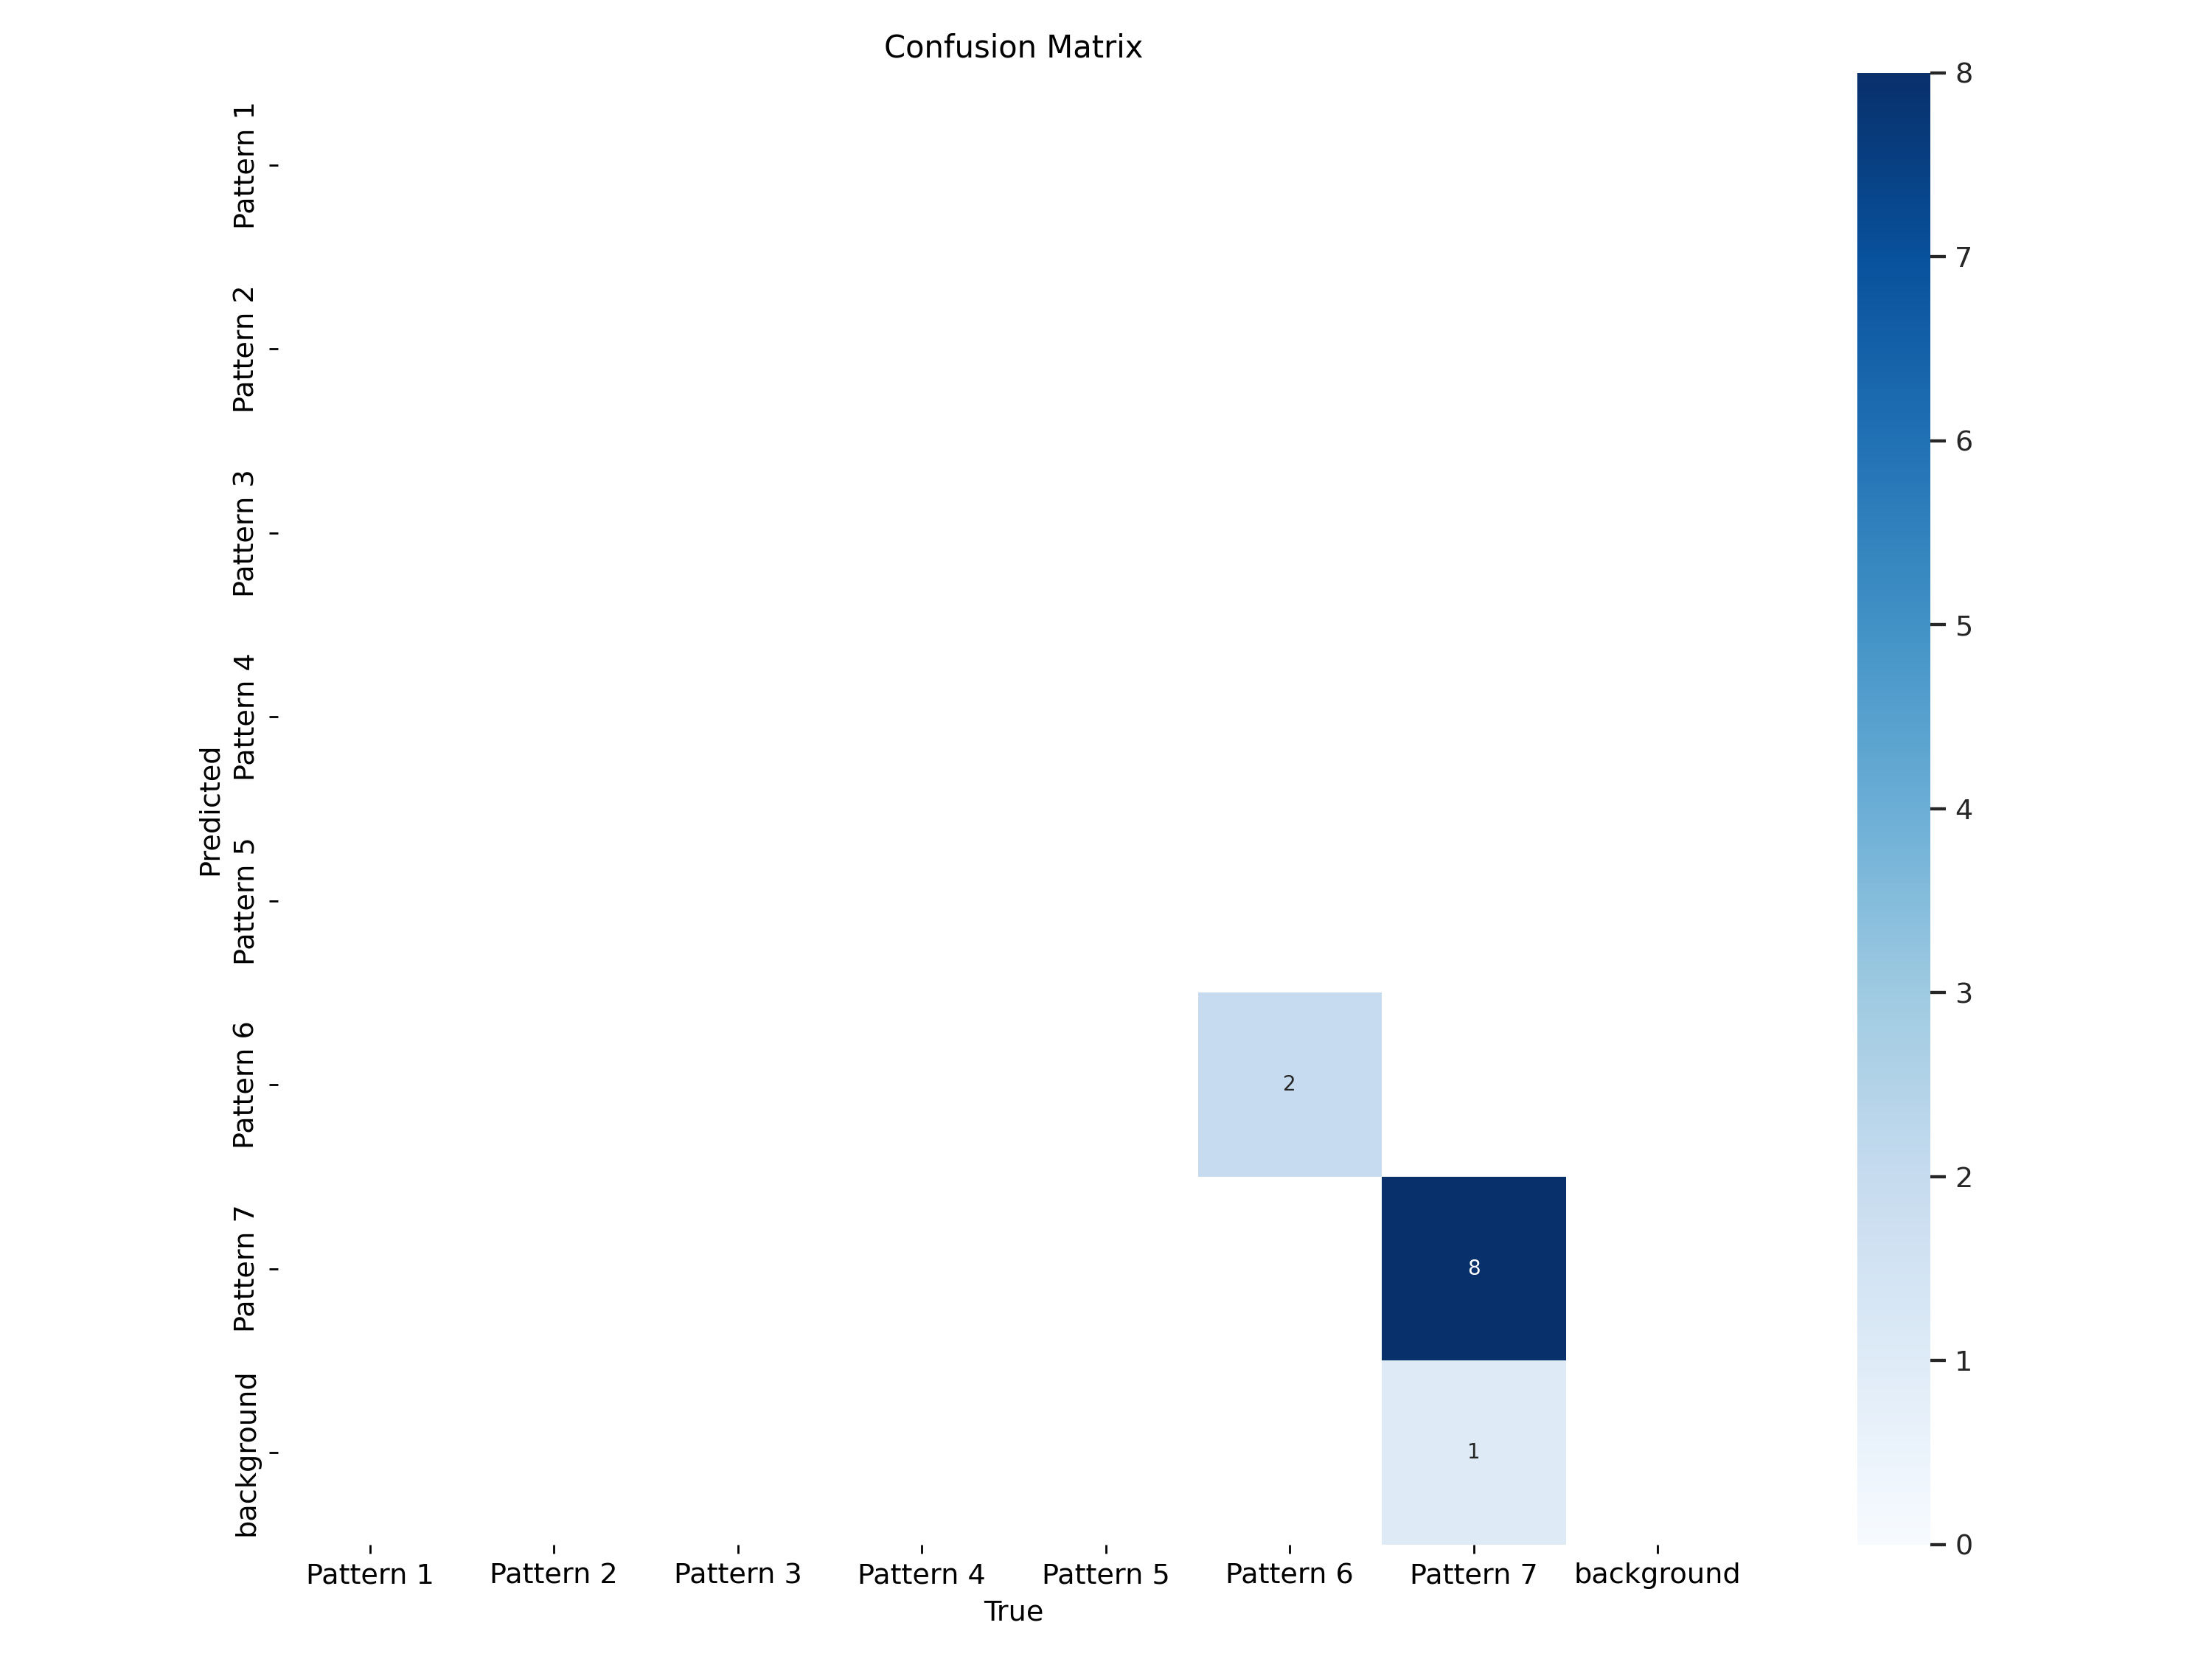 Confusion Matrix
Predicted
Pattern 1
Pattern 2
Pattern 3
Pattern 4
Pattern 5
Pattern 6
Pattern 7
background
2
8
1
Pattern 1 Pattern 2 Pattern 3 Pattern 4 Pattern 5 Pattern 6 Pattern 7 background
True
8
7
6
5
4
3
2
1
0